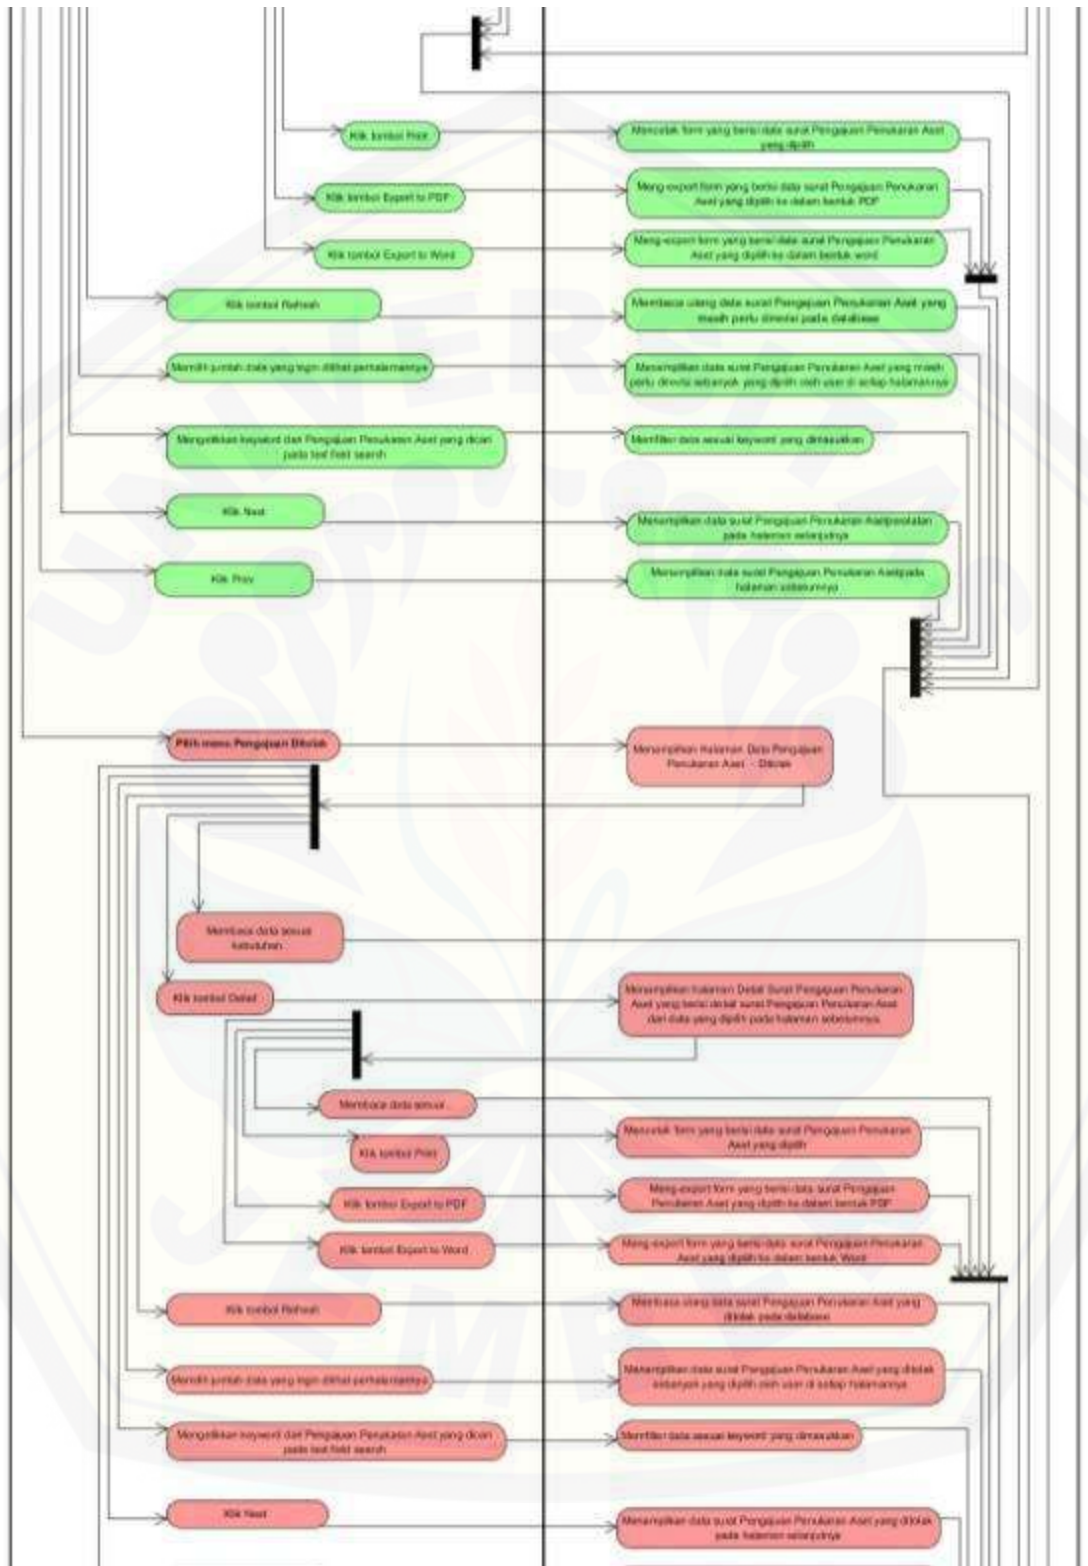 Klik tombol Print
Mencetak form yang berisi data surat Pengajuan Penukaran Aset
yang dipilih
Klik tombol Export to PDF
Meng-export form yang berisi data surat Pengajuan Penukaran
Aset yang dipilih ke dalam bentuk PDF
Klik tombol Export to Word
Meng-export form yang berisi data surat Pengajuan Penukaran
Aset yang dipilih ke dalam bentuk word
Klik tombol Refresh
Membaca ulang data surat Pengajuan Penukaran Aset yang
masih perlu direvisi pada database
Memilih jumlah data yang ingin dilihat perhalamannya
Menampilkan data surat Pengajuan Penukaran Aset yang masih
perlu direvisi sebanyak yang dipilih oleh user di setiap halamannya
Mengetikkan keyword dari Pengajuan Penukaran Aset yang dicari
pada text field search
Memfilter data sesuai keyword yang dimasukkan
Klik Next
Menampilkan data surat Pengajuan Penukaran
pada halaman selanjutnya
Klik Prev
Menampilkan data surat Pengajuan Penukaran Asetpada
halaman sebelumnya
Pilih menu Pengajuan Ditolak
Menampilkan Halaman Data Pengajuan
Penukaran Aset - Ditolak
Membaca data sesuai
kebutuhan
Klik tombol Detail
Menampilkan halaman Detail Surat Pengajuan Penukaran
Aset yang berisi detail surat Pengajuan Penukaran Aset
dari data yang dipilih pada halaman sebelumnya.
Membaca data sesuai
Klik tombol Print
Mencetak form yang berisi data surat Pengajuan Penukaran
Aset yang dipilih
Klik tombol Export to PDF
Meng-export form yang berisi data surat Pengajuan
Penukaran Aset yang dipilih ke dalam bentuk PDF
Klik tombol Export to Word
Meng-export form yang berisi data surat Pengajuan Penukaran
Aset yang dipilih ke dalam bentuk Word
Klik tombol Refresh
Membaca ulang data surat Pengajuan Penukaran Aset yang
ditolak pada database
Memilih jumlah data yang ingin dilihat perhalamannya
Menampilkan data surat Pengajuan Penukaran Aset yang ditolak
sebanyak yang dipilih oleh user di setiap halamannya
Mengetikkan keyword dari Pengajuan Penukaran Aset yang dicari
pada text field search
Memfilter data sesuai keyword yang dimasukkan
Klik Next
Menampilkan data surat Pengajuan Penukaran Aset yang ditolak
pada halaman selanjutnya
UNIVERSITAS
JEMBER